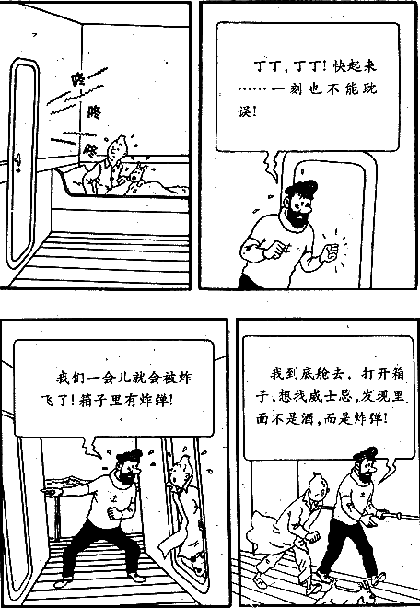 咚
咚
咚
丁丁，丁丁！快起来
……一刻也不能耽
误！
我们一会儿就会被炸
飞了！箱子里有炸弹！
我到底舱去，打开箱
子，想找威士忌，发现里
面不是酒，而是炸弹！